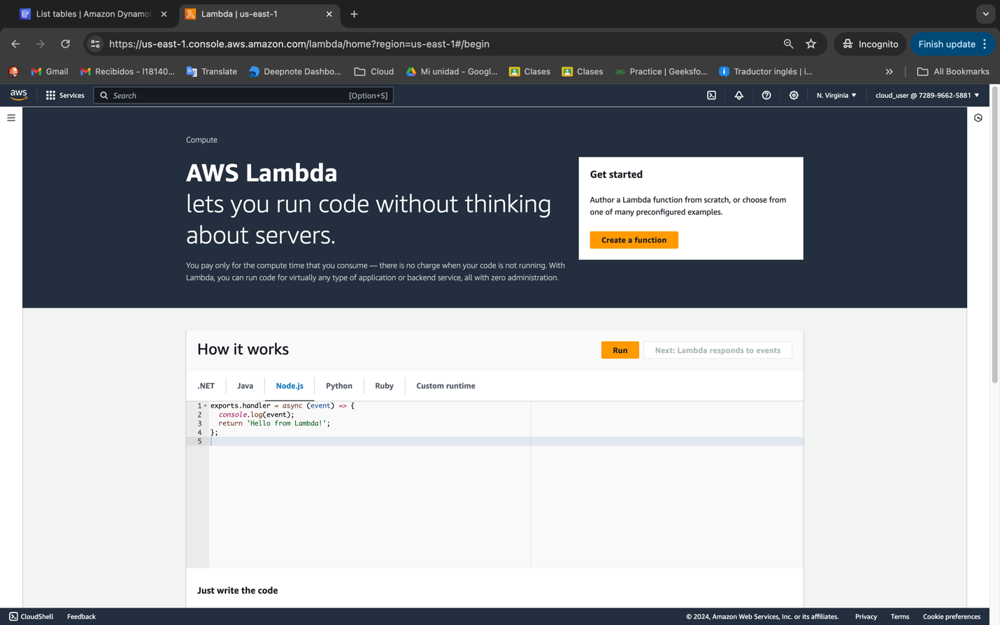 List tables | Amazon Dynamo
Lambda | us-east-1
https://us-east-1.console.aws.amazon.com/lambda/home?region=us-east-1#/begin
Incognito
Finish update
Gmail
Recibidos - l18140...
Translate
Deepnote Dashbo...
Cloud
Mi unidad - Googl...
Clases
Clases
Practice | Geeksfo...
Traductor inglés | i...
All Bookmarks
aws
Services
Search
[Option+S]
N. Virginia
cloud_user @ 7289-9662-5881
Compute
AWS Lambda
lets you run code without thinking
about servers.
You pay only for the compute time that you consume — there is no charge when your code is not running. With
Lambda, you can run code for virtually any type of application or backend service, all with zero administration.
Get started
Author a Lambda function from scratch, or choose from
one of many preconfigured examples.
Create a function
How it works
Run
Next: Lambda responds to events
.NET
Java
Node.js
Python
Ruby
Custom runtime
1 exports.handler = async (event) => {
2 console.log(event);
3 return 'Hello from Lambda!';
4 };
5
Just write the code
CloudShell
Feedback
© 2024, Amazon Web Services, Inc. or its affiliates.
Privacy
Terms
Cookie preferences